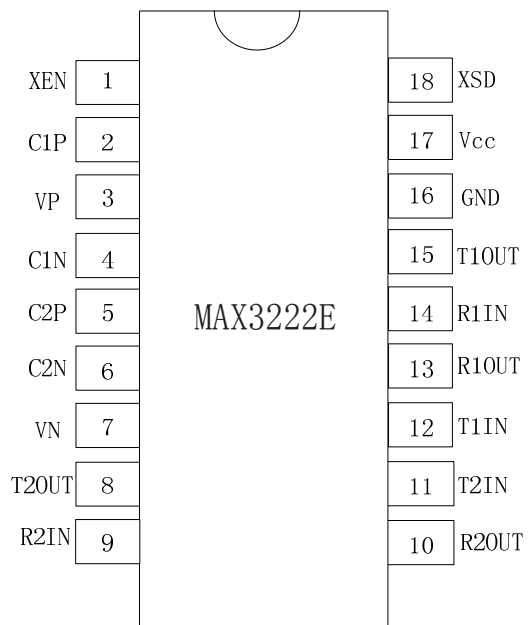 XEN 1 18 XSD
C1P 2 17 Vcc
VP 3 16 GND
C1N 4 15 T1OUT
C2P 5 MAX3222E 14 R1IN
C2N 6 13 R1OUT
VN 7 12 T1IN
T2OUT 8 11 T2IN
R2IN 9 10 R2OUT